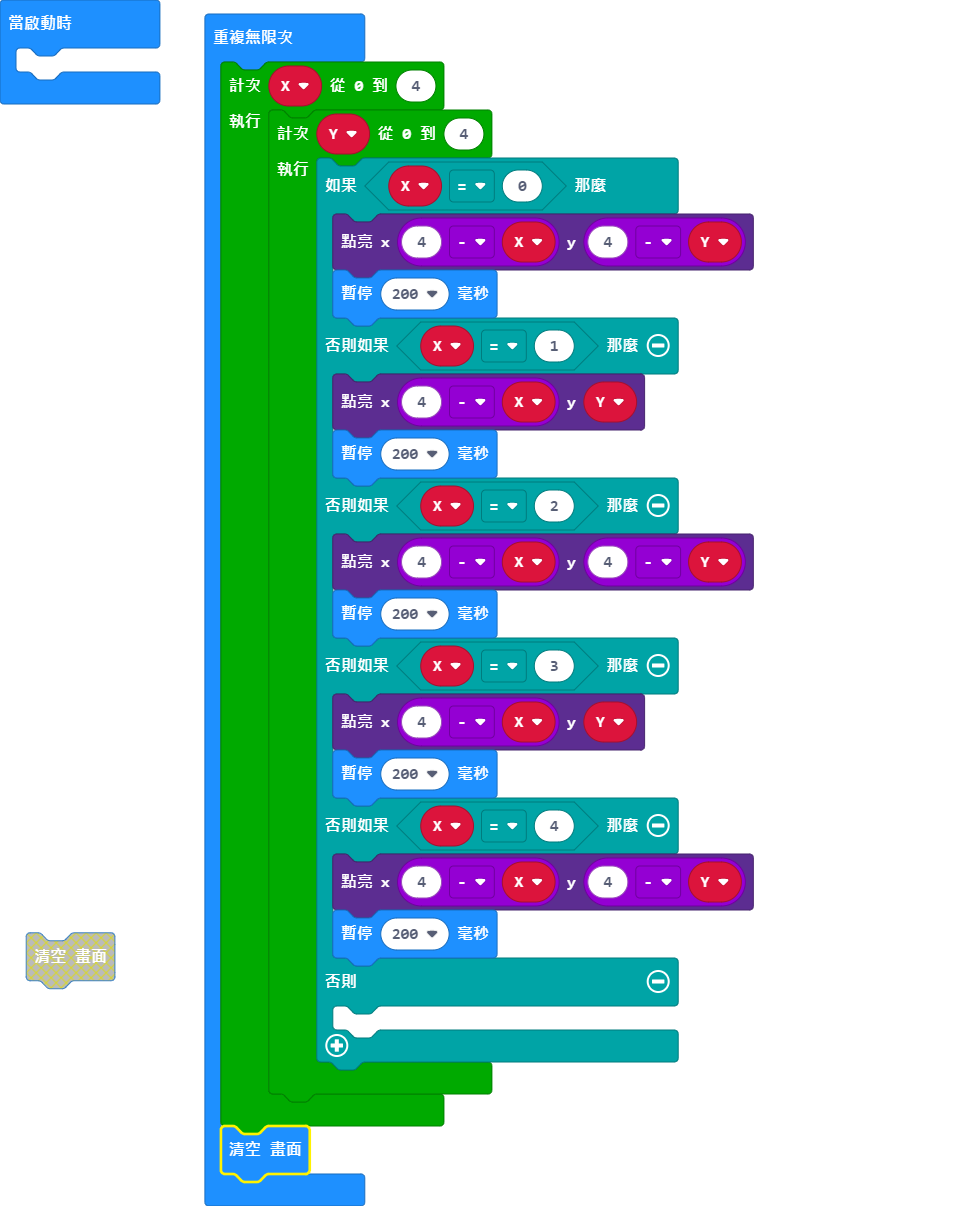 當啟動時
重複無限次
計次 X 從 0 到 4
執行
計次 Y 從 0 到 4
執行
如果 X = 0 那麼
點亮 x 4 - X y 4 - Y
暫停 200 毫秒
否則如果 X = 1 那麼
點亮 x 4 - X y Y
暫停 200 毫秒
否則如果 X = 2 那麼
點亮 x 4 - X y 4 - Y
暫停 200 毫秒
否則如果 X = 3 那麼
點亮 x 4 - X y Y
暫停 200 毫秒
否則如果 X = 4 那麼
點亮 x 4 - X y 4 - Y
暫停 200 毫秒
否則
清空 畫面
清空 畫面